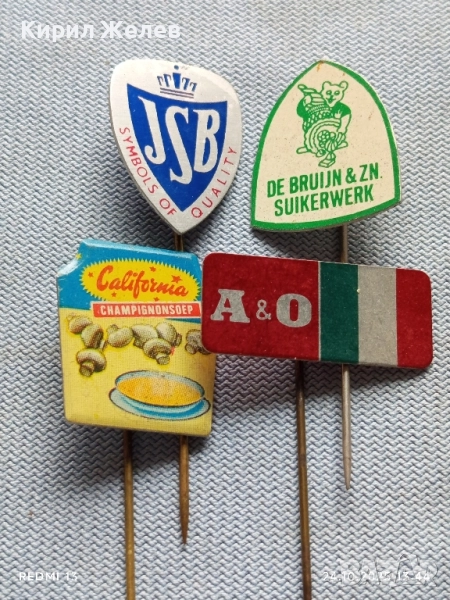 Кирил Желев
JSB
SYMBOLS OF QUALITY
DE BRUIJN & ZN.
SUIKERWERK
California
CHAMPIGNONSOEP
A & O
REDMI 15